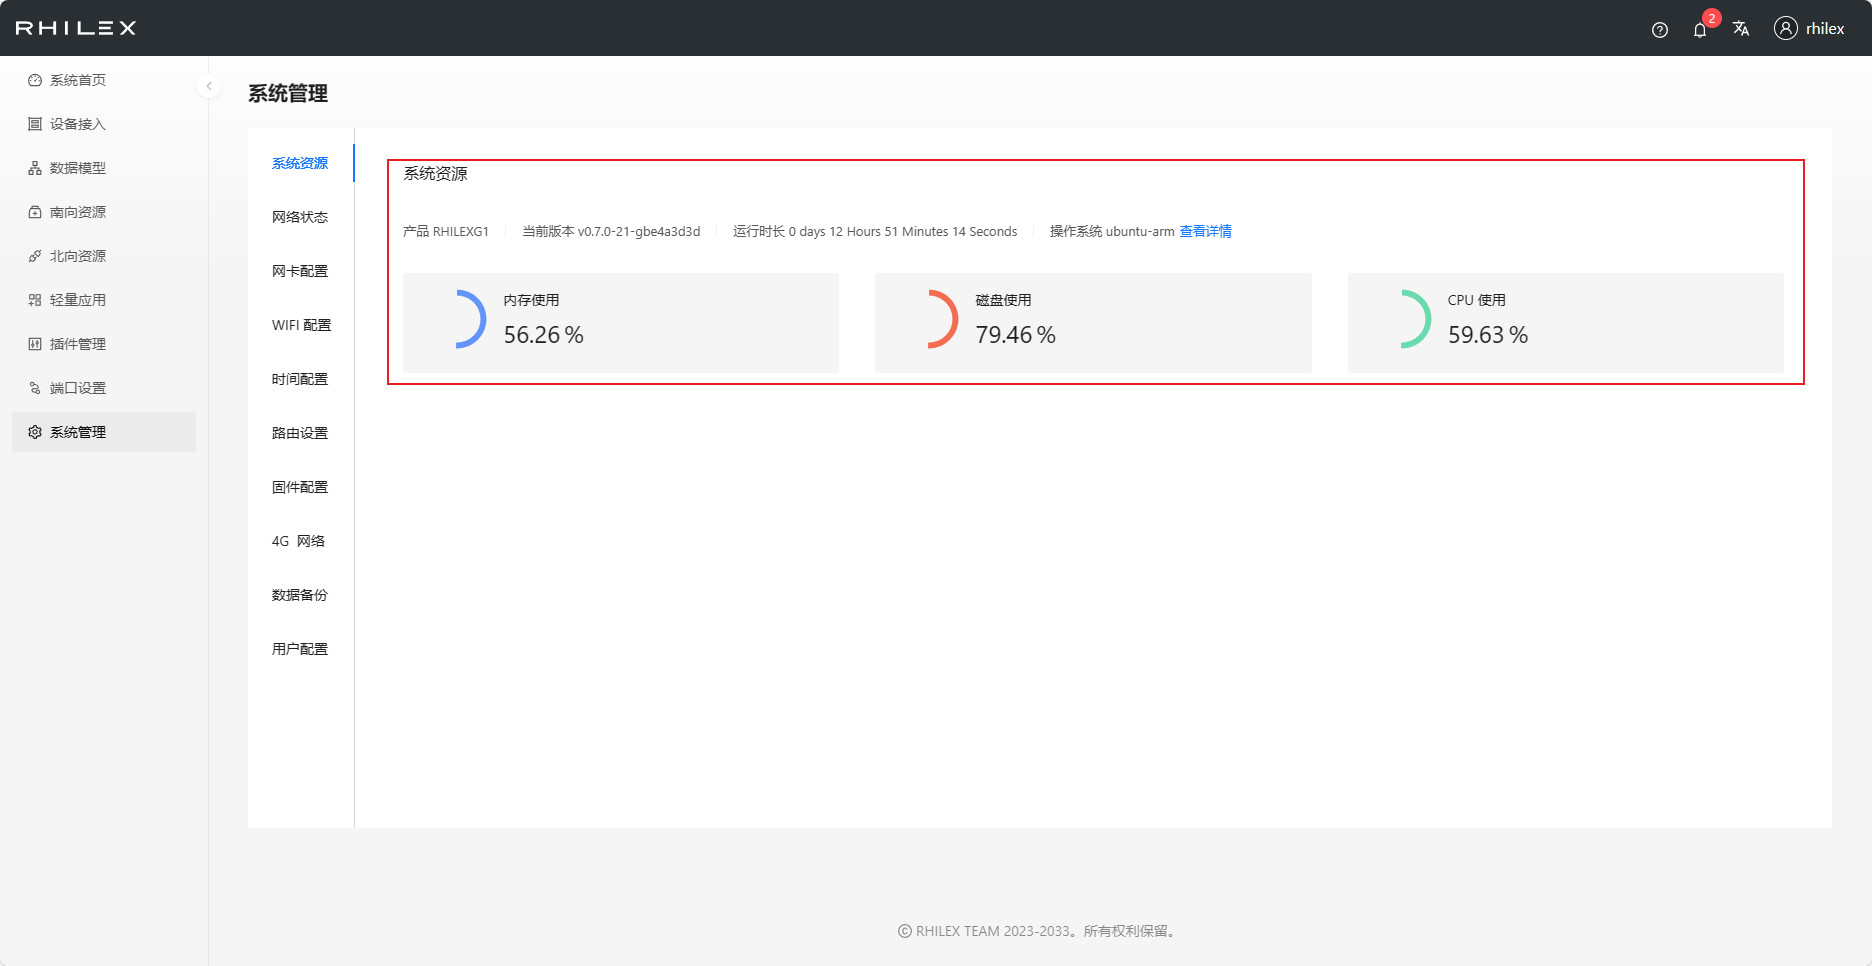 RHILEX
2
rhilex
系统首页
设备接入
数据模型
南向资源
北向资源
轻量应用
插件管理
端口设置
系统管理
系统管理
系统资源
网络状态
网卡配置
WIFI 配置
时间配置
路由设置
固件配置
4G 网络
数据备份
用户配置
系统资源
产品 RHILEXG1 当前版本 v0.7.0-21-gbe4a3d3d 运行时长 0 days 12 Hours 51 Minutes 14 Seconds 操作系统 ubuntu-arm 查看详情
内存使用
56.26 %
磁盘使用
79.46 %
CPU 使用
59.63 %
© RHILEX TEAM 2023-2033。所有权利保留。